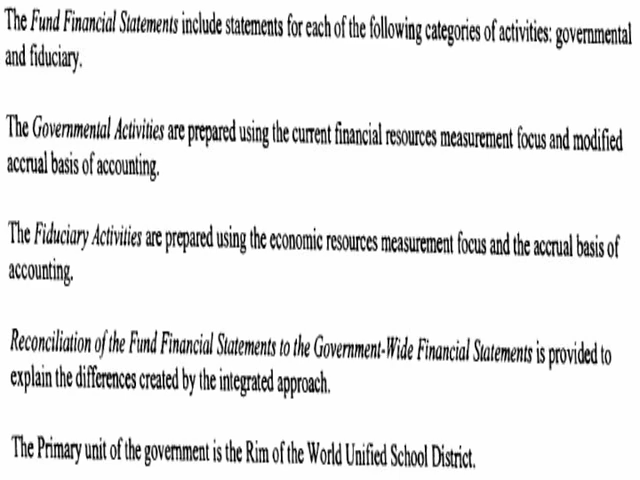 The Fund Financial Statements include statements for each of the following categories of activities: governmental
and fiduciary.
The Governmental Activities are prepared using the current financial resources measurement focus and modified
accrual basis of accounting.
The Fiduciary Activities are prepared using the economic resources measurement focus and the accrual basis of
accounting.
Reconciliation of the Fund Financial Statements to the Government-Wide Financial Statements is provided to
explain the differences created by the integrated approach.
The Primary unit of the government is the Rim of the World Unified School District.